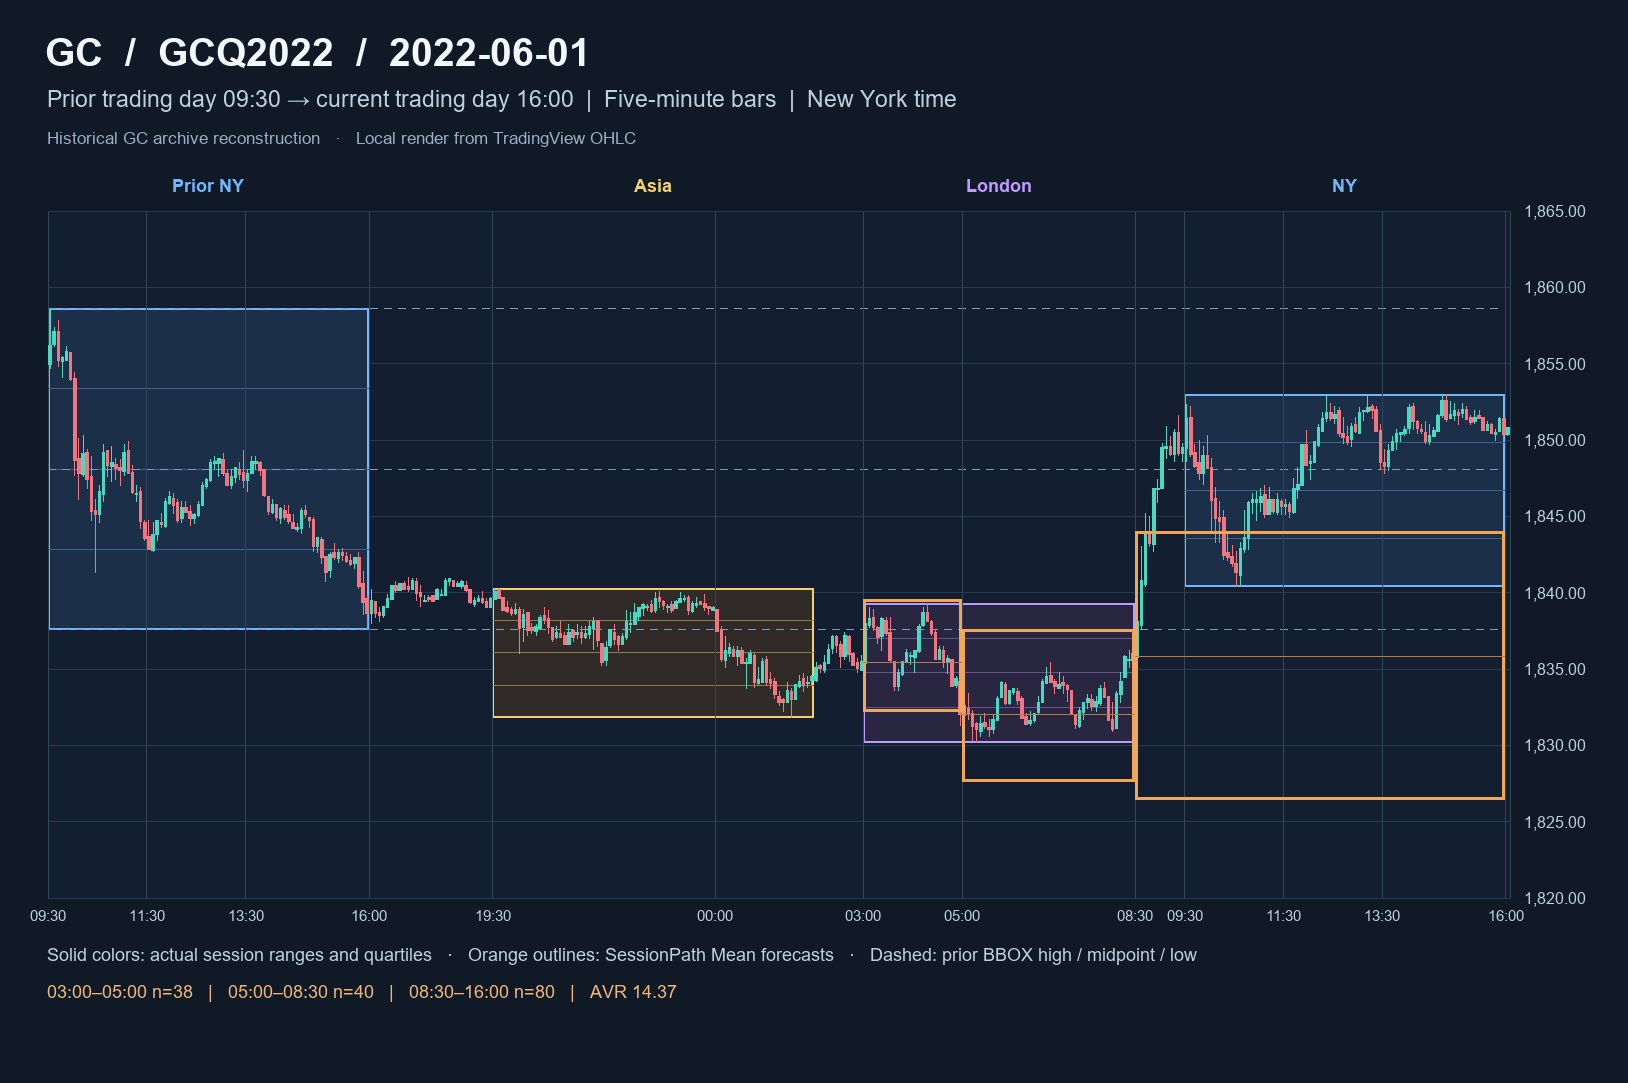 GC / GCQ2022 / 2022-06-01
Prior trading day 09:30 → current trading day 16:00 | Five-minute bars | New York time
Historical GC archive reconstruction · Local render from TradingView OHLC
Prior NY Asia London NY
1,865.00
1,860.00
1,855.00
1,850.00
1,845.00
1,840.00
1,835.00
1,830.00
1,825.00
1,820.00
09:30 11:30 13:30 16:00 19:30 00:00 03:00 05:00 08:30 09:30 11:30 13:30 16:00
Solid colors: actual session ranges and quartiles · Orange outlines: SessionPath Mean forecasts · Dashed: prior BBOX high / midpoint / low
03:00–05:00 n=38 | 05:00–08:30 n=40 | 08:30–16:00 n=80 | AVR 14.37